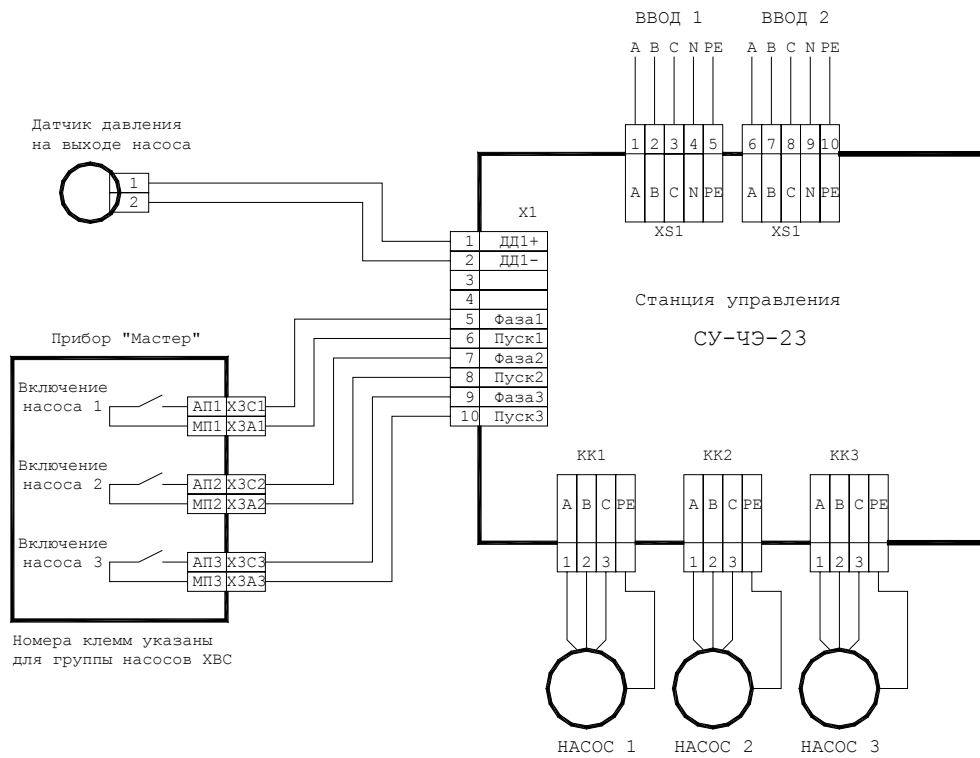 ВВОД 1 ВВОД 2
A B C N PE A B C N PE
1 2 3 4 5 6 7 8 9 10
A B C N PE A B C N PE
XS1 XS1
Датчик давления
на выходе насоса
1
2
X1
1 ДД1+
2 ДД1-
3
4
5 Фаза1
6 Пуск1
7 Фаза2
8 Пуск2
9 Фаза3
10 Пуск3
Станция управления
СУ-ЧЭ-23
Прибор "Мастер"
Включение
насоса 1
АП1 X3C1
МП1 X3A1
Включение
насоса 2
АП2 X3C2
МП2 X3A2
Включение
насоса 3
АП3 X3C3
МП3 X3A3
Номера клемм указаны
для группы насосов ХВС
КК1 КК2 КК3
A B C PE A B C PE A B C PE
1 2 3 1 2 3 1 2 3
НАСОС 1 НАСОС 2 НАСОС 3